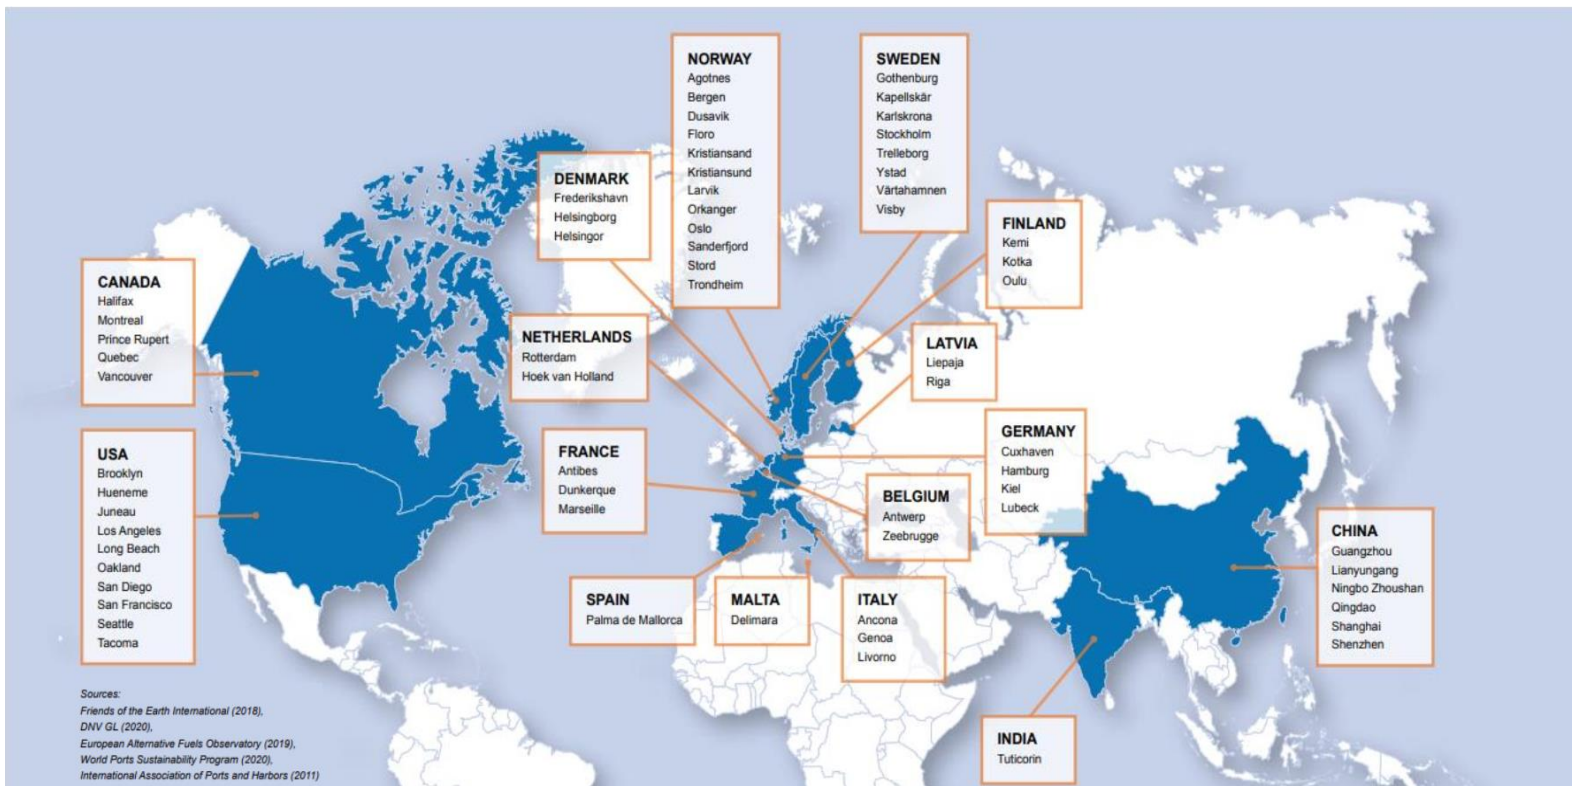 NORWAY
Agotnes
Bergen
Dusavik
Floro
Kristiansand
Kristiansund
Larvik
Orkanger
Oslo
Sanderfjord
Stord
Trondheim
SWEDEN
Gothenburg
Kapellskär
Karlskrona
Stockholm
Trelleborg
Ystad
Värtahamnen
Visby
DENMARK
Frederikshavn
Helsingborg
Helsingor
FINLAND
Kemi
Kotka
Oulu
CANADA
Halifax
Montreal
Prince Rupert
Quebec
Vancouver
NETHERLANDS
Rotterdam
Hoek van Holland
LATVIA
Liepaja
Riga
USA
Brooklyn
Hueneme
Juneau
Los Angeles
Long Beach
Oakland
San Diego
San Francisco
Seattle
Tacoma
FRANCE
Antibes
Dunkerque
Marseille
GERMANY
Cuxhaven
Hamburg
Kiel
Lubeck
BELGIUM
Antwerp
Zeebrugge
CHINA
Guangzhou
Lianyungang
Ningbo Zhoushan
Qingdao
Shanghai
Shenzhen
SPAIN
Palma de Mallorca
MALTA
Delimara
ITALY
Ancona
Genoa
Livorno
INDIA
Tuticorin
Sources:
Friends of the Earth International (2018),
DNV GL (2020),
European Alternative Fuels Observatory (2019),
World Ports Sustainability Program (2020),
International Association of Ports and Harbors (2011)